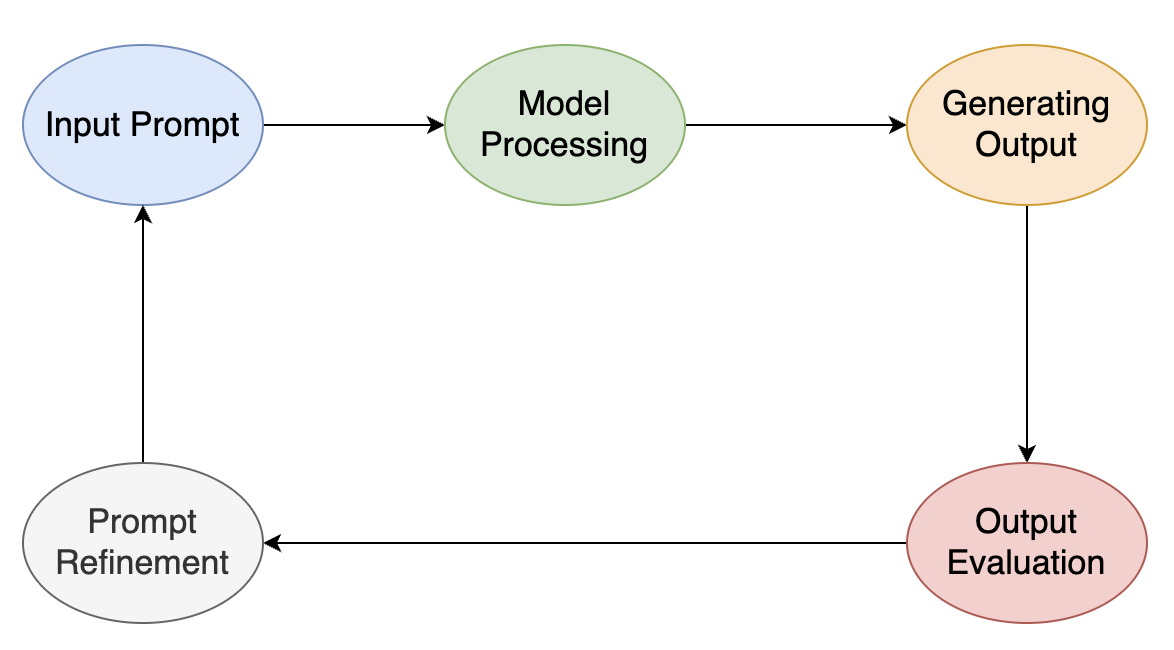 Input Prompt
Model
Processing
Generating
Output
Prompt
Refinement
Output
Evaluation